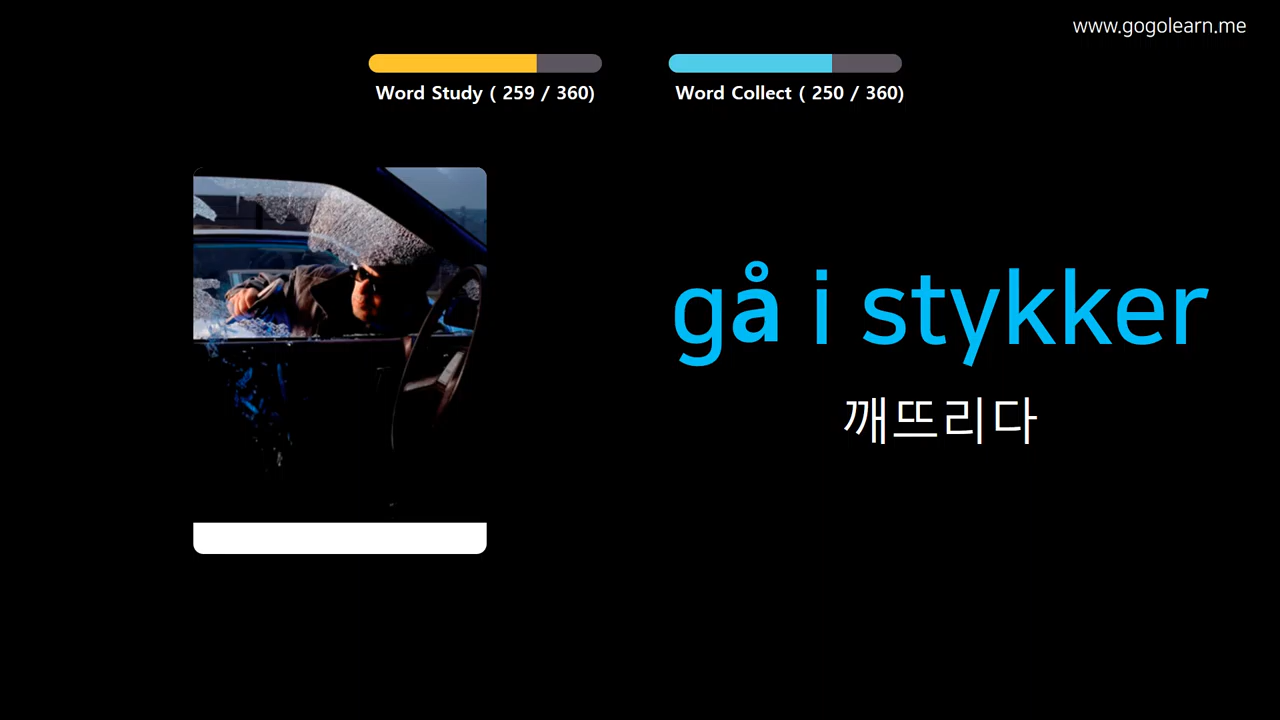 www.gogolearn.me
Word Study ( 259 / 360)
Word Collect ( 250 / 360)
gå i stykker
깨뜨리다